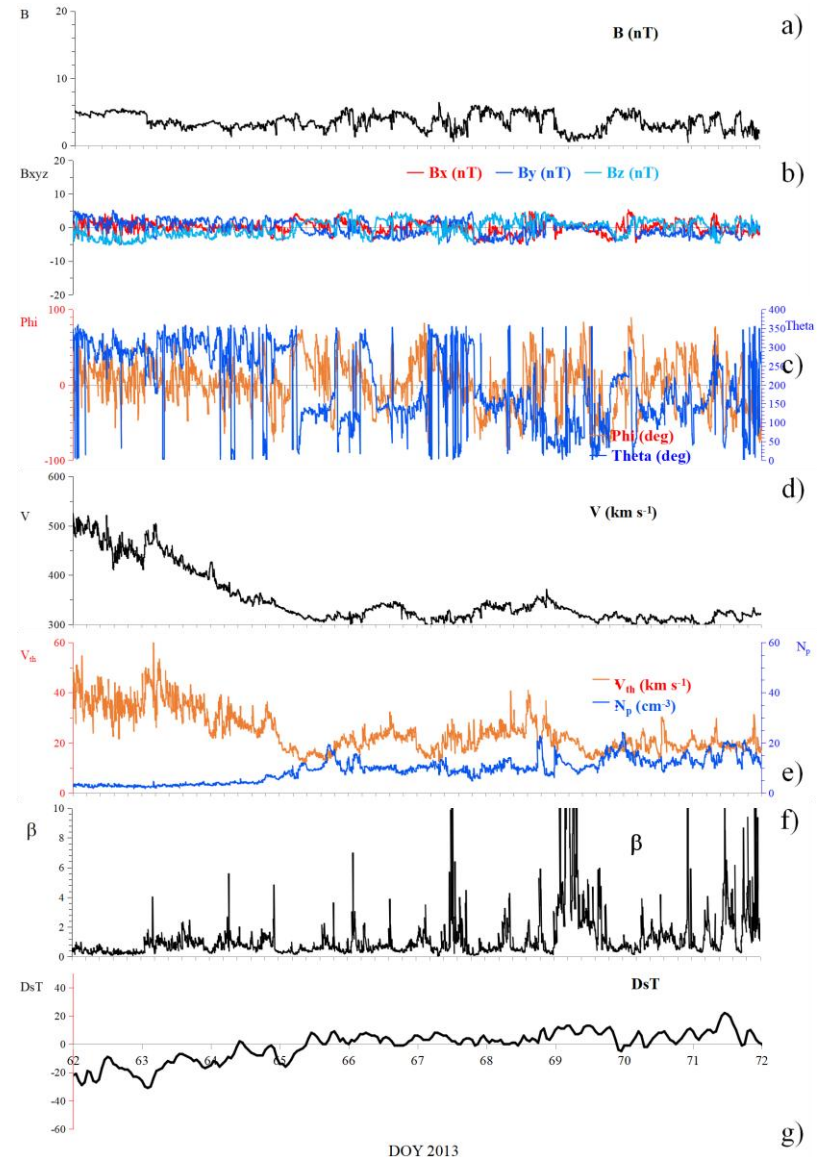 B
20
B (nT)
a)
10
0
Bxyz
20
Bx (nT) By (nT) Bz (nT)
b)
10
0
-10
-20
Phi
100
400
Theta
350
300
250
c)
0
200
150
100
Phi (deg)
50
-100
Theta (deg)
0
600
d)
V
V (km s⁻¹)
500
400
300
Vₜₕ
60
60
Nₚ
Vₜₕ (km s⁻¹)
40
Nₚ (cm⁻³)
40
20
20
0
0
e)
10
f)
β
8
β
6
4
2
0
DsT
40
DsT
20
0
62 63 64 65 66 67 68 69 70 71 72
-20
-40
-60
g)
DOY 2013